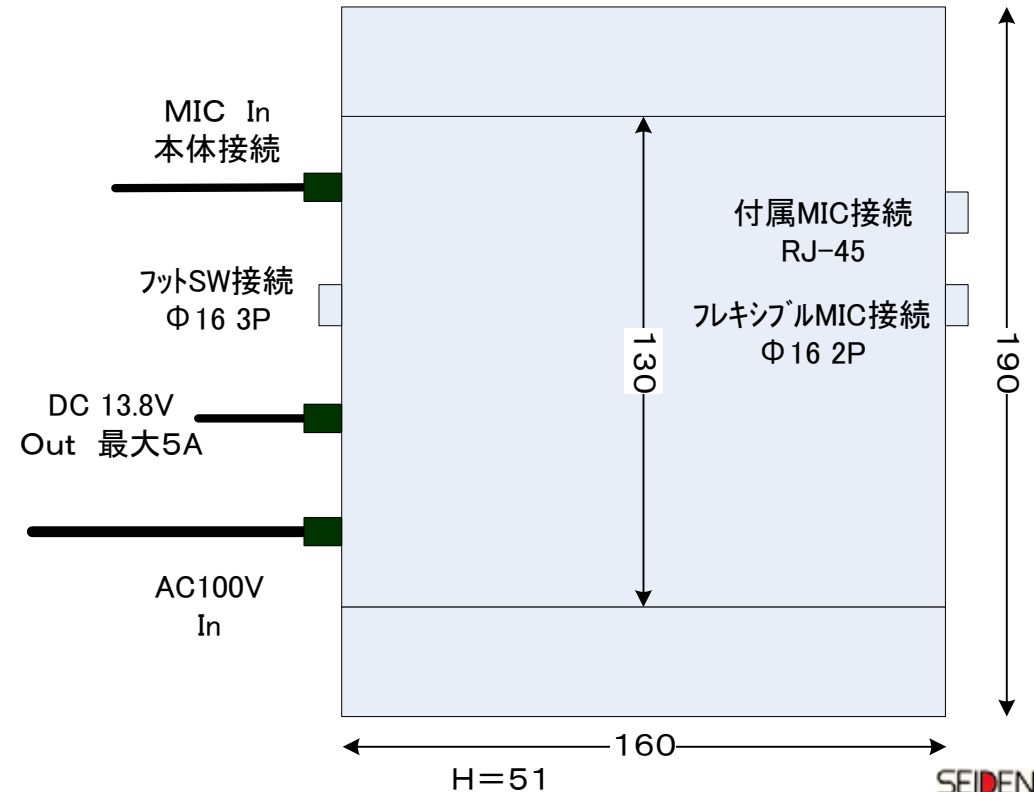 MIC In
本体接続
付属MIC接続
RJ-45
フットSW接続
Φ16 3P
フレキシブルMIC接続
Φ16 2P
130
190
DC 13.8V
Out 最大5A
AC100V
In
160
H=51
SEIDEN